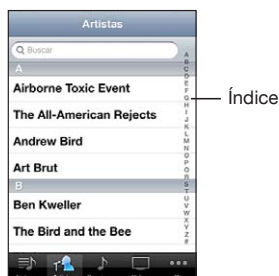 Artistas
Buscar
A
Airborne Toxic Event
The All-American Rejects
Andrew Bird
Art Brut
B
Ben Kweller
The Bird and the Bee
A
B
C
D
E
F
G
H
I
J
K
L
M
N
O
P
Q
R
S
T
U
V
W
X
Y
Z
#
Índice